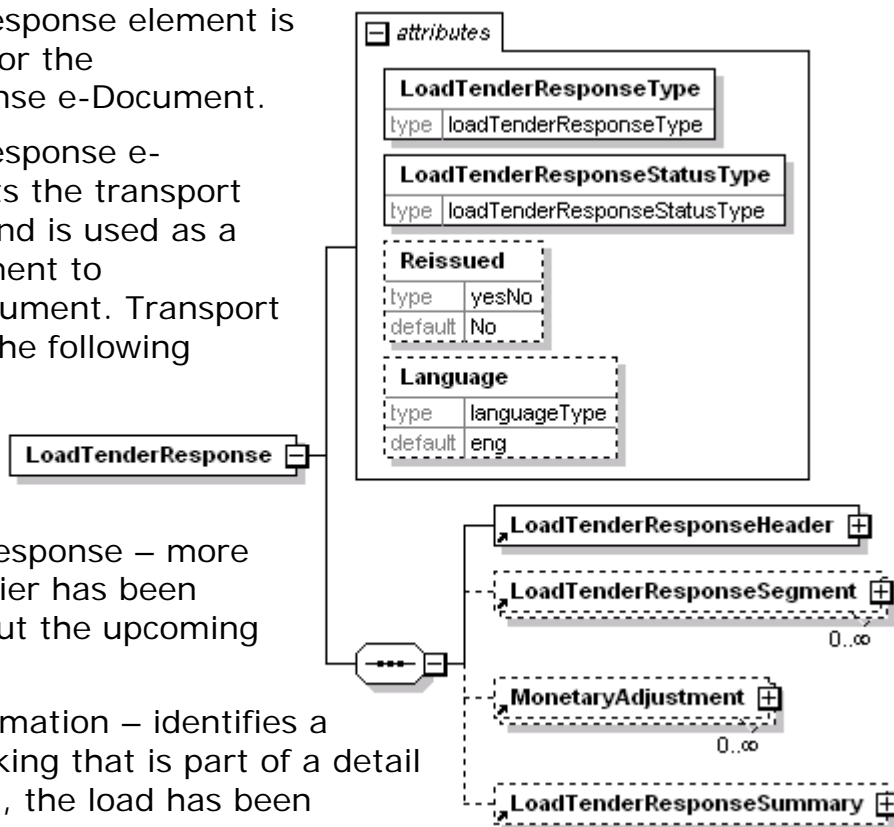 esponse element is
or the
nse e-Document.
esponse e-
ts the transport
nd is used as a
nent to
ument. Transport
he following
esponse – more
ier has been
ut the upcoming
rmation – identifies a
king that is part of a detail
, the load has been
attributes
LoadTenderResponseType
type loadTenderResponseType
LoadTenderResponseStatusType
type loadTenderResponseStatusType
Reissued
type yesNo
default No
Language
type languageType
default eng
LoadTenderResponse
LoadTenderResponseHeader
LoadTenderResponseSegment
0..∞
MonetaryAdjustment
0..∞
LoadTenderResponseSummary